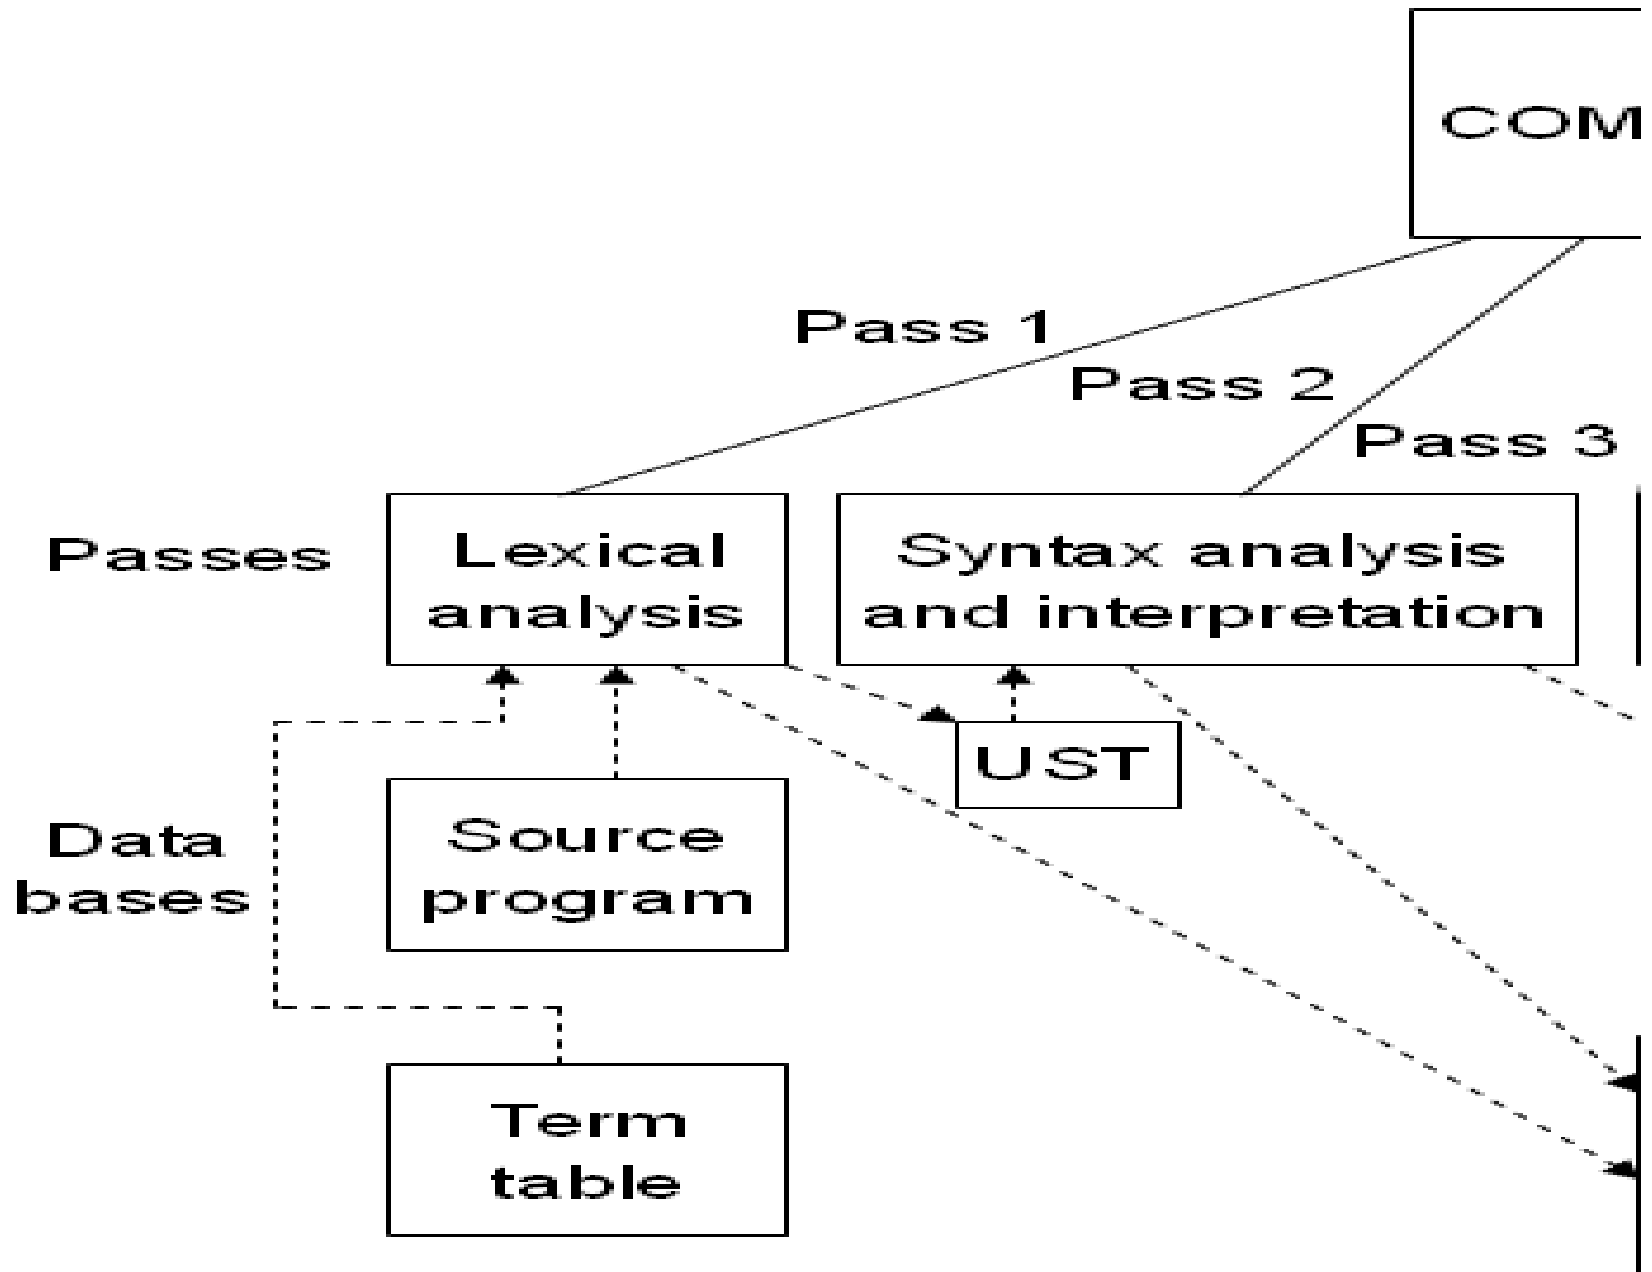 COM
Pass 1
Pass 2
Pass 3
Passes
Lexical
analysis
Syntax analysis
and interpretation
UST
Data
bases
Source
program
Term
table